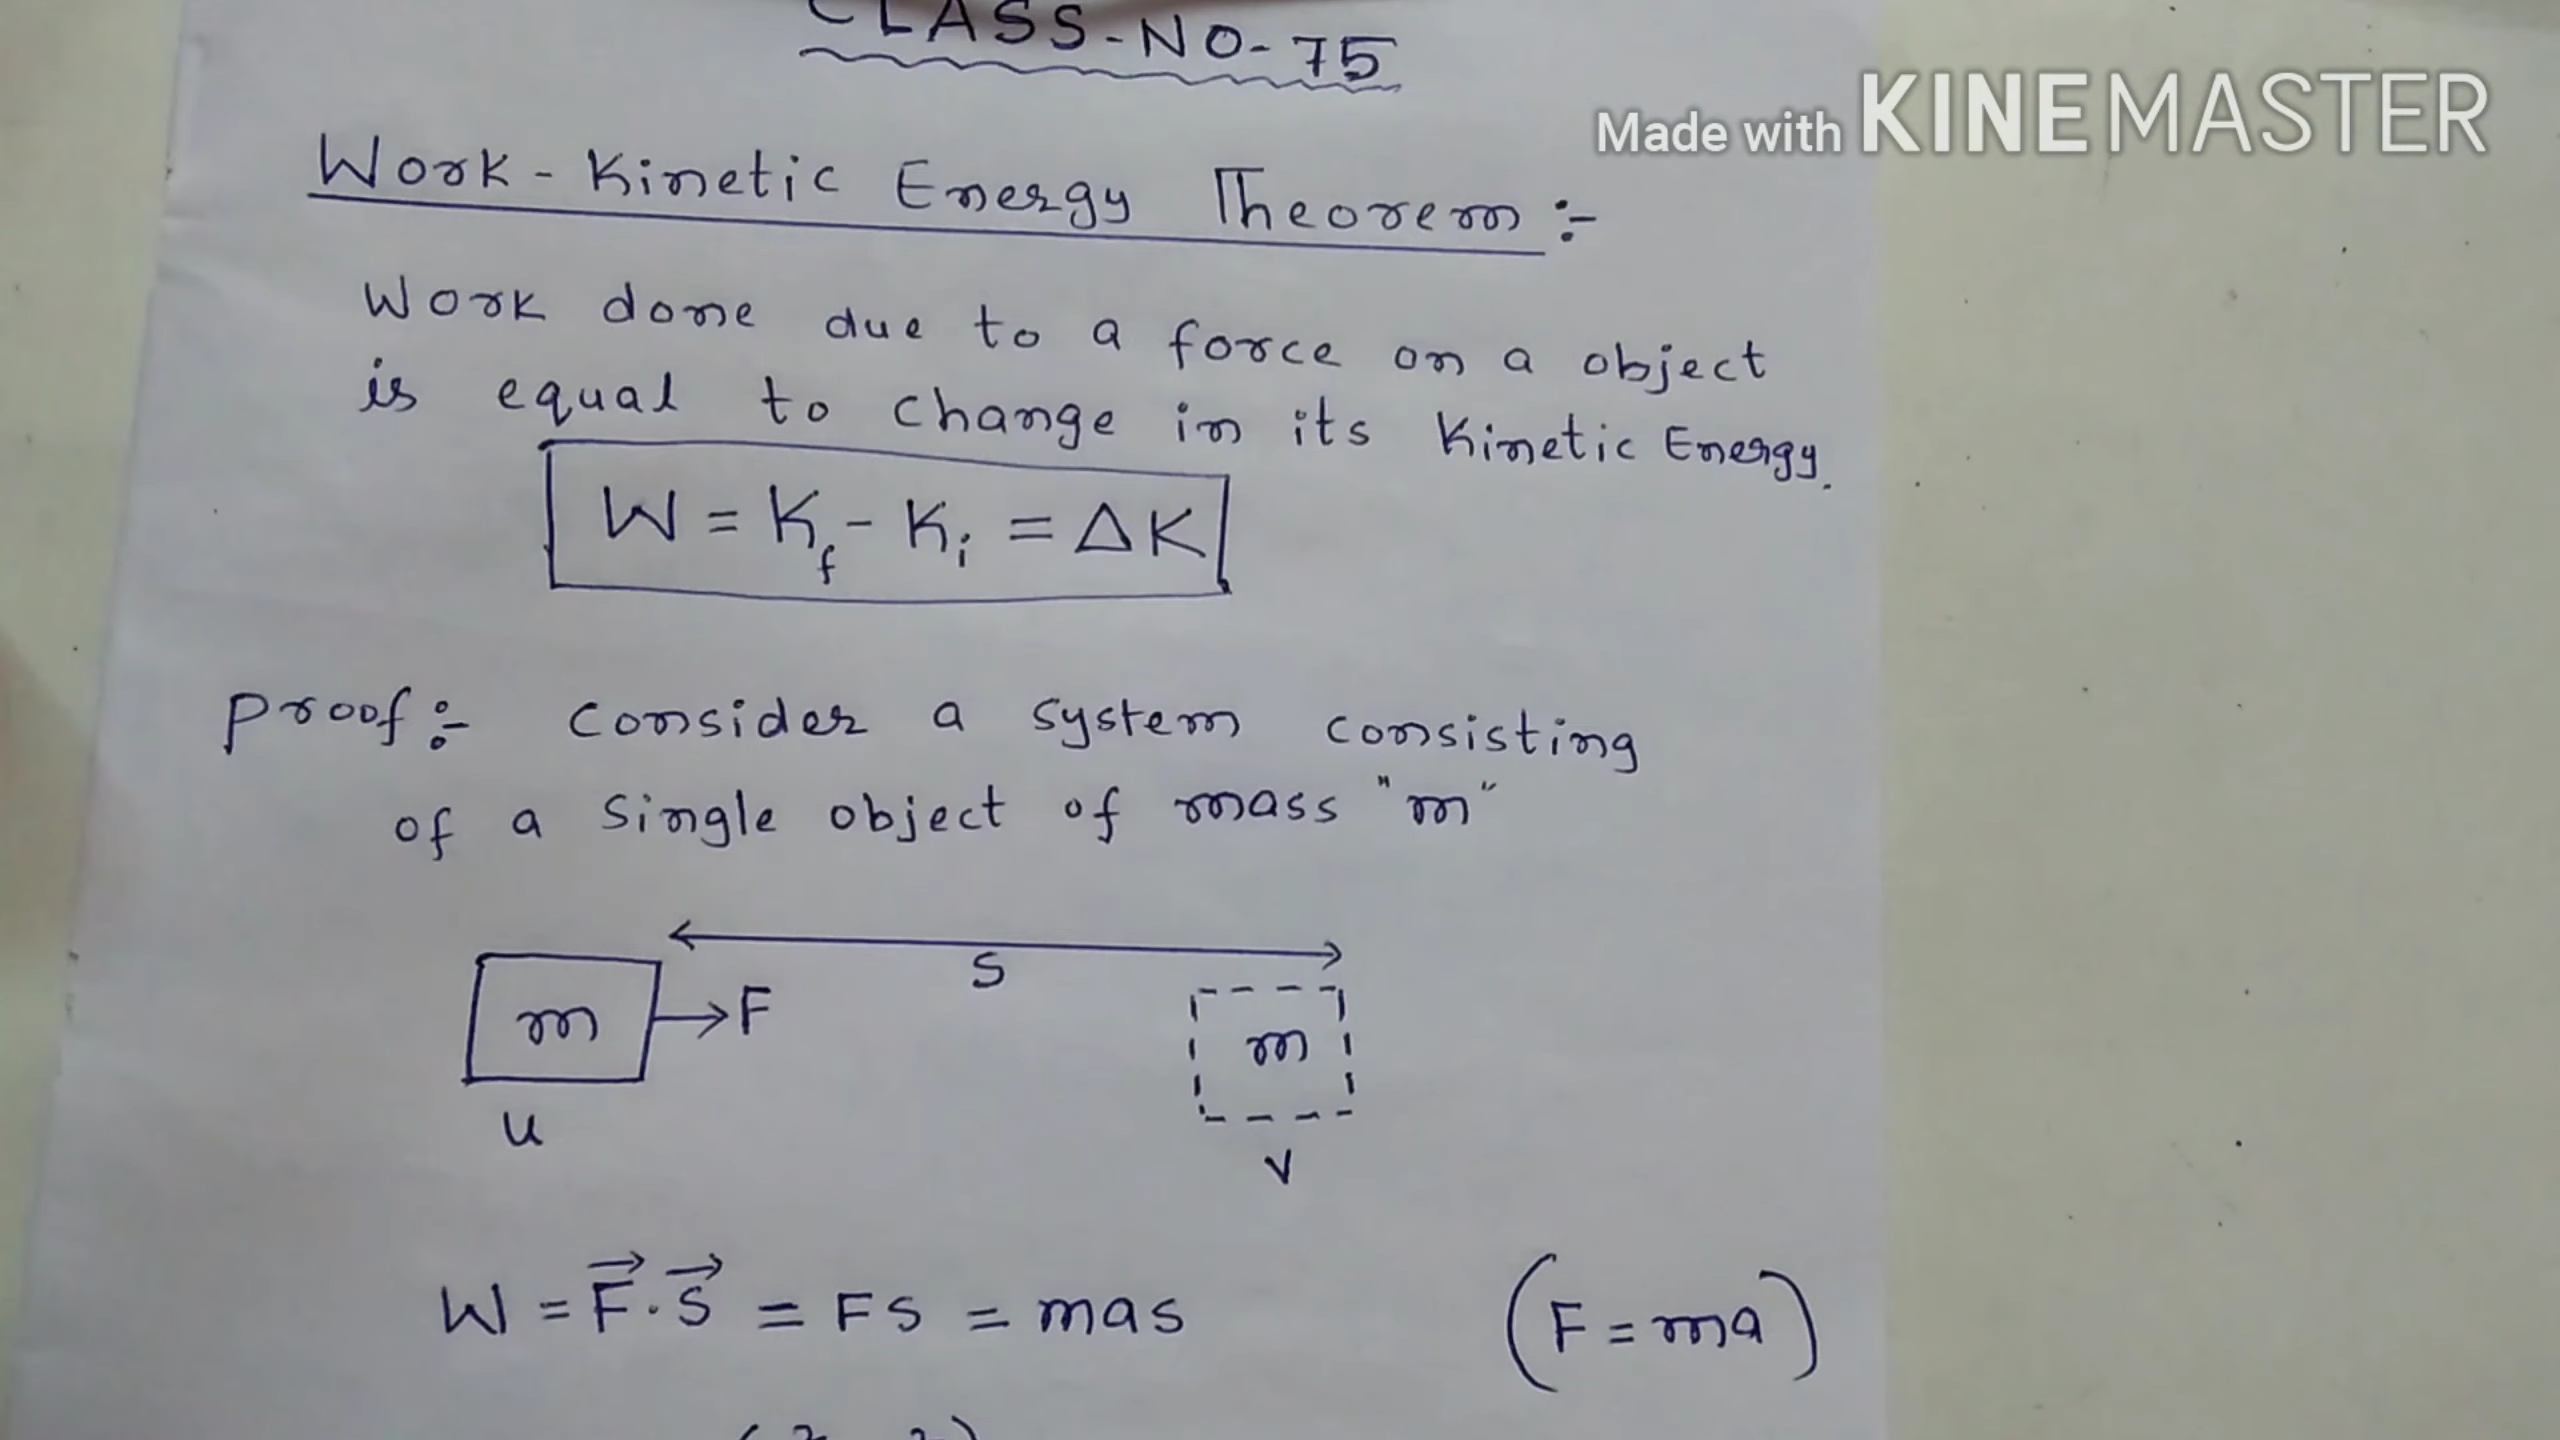 CLASS-NO-75
Made with KINEMASTER
Work - Kinetic Energy Theorem :-
Work done due to a force on a object
is equal to change in its Kinetic Energy.
W = K_f - K_i = ΔK
Proof :- Consider a system consisting
of a single object of mass "m"
S
m → F
m
u
v
W = F⃗ . S⃗ = FS = mas (F = ma)